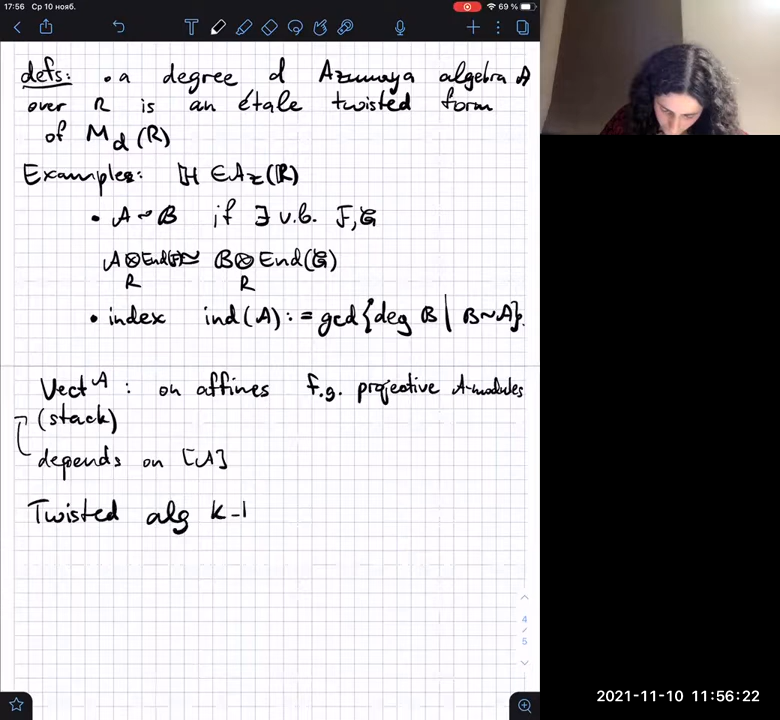 17:56 Ср 10 нояб.
69 %
defs: • a degree d Azumaya algebra A
over R is an étale twisted form
of M_d (R)
Examples: ℍ ∈ Az(ℝ)
• A ~ B if ∃ v.b. F, G
A ⊗_R End(F) ≃ B ⊗_R End(G)
• index ind(A) := gcd{deg B | B~A}.
Vect^A : on affines f.g. projective A-modules
(stack)
depends on [A]
Twisted alg K-
4
/
5
2021-11-10 11:56:22